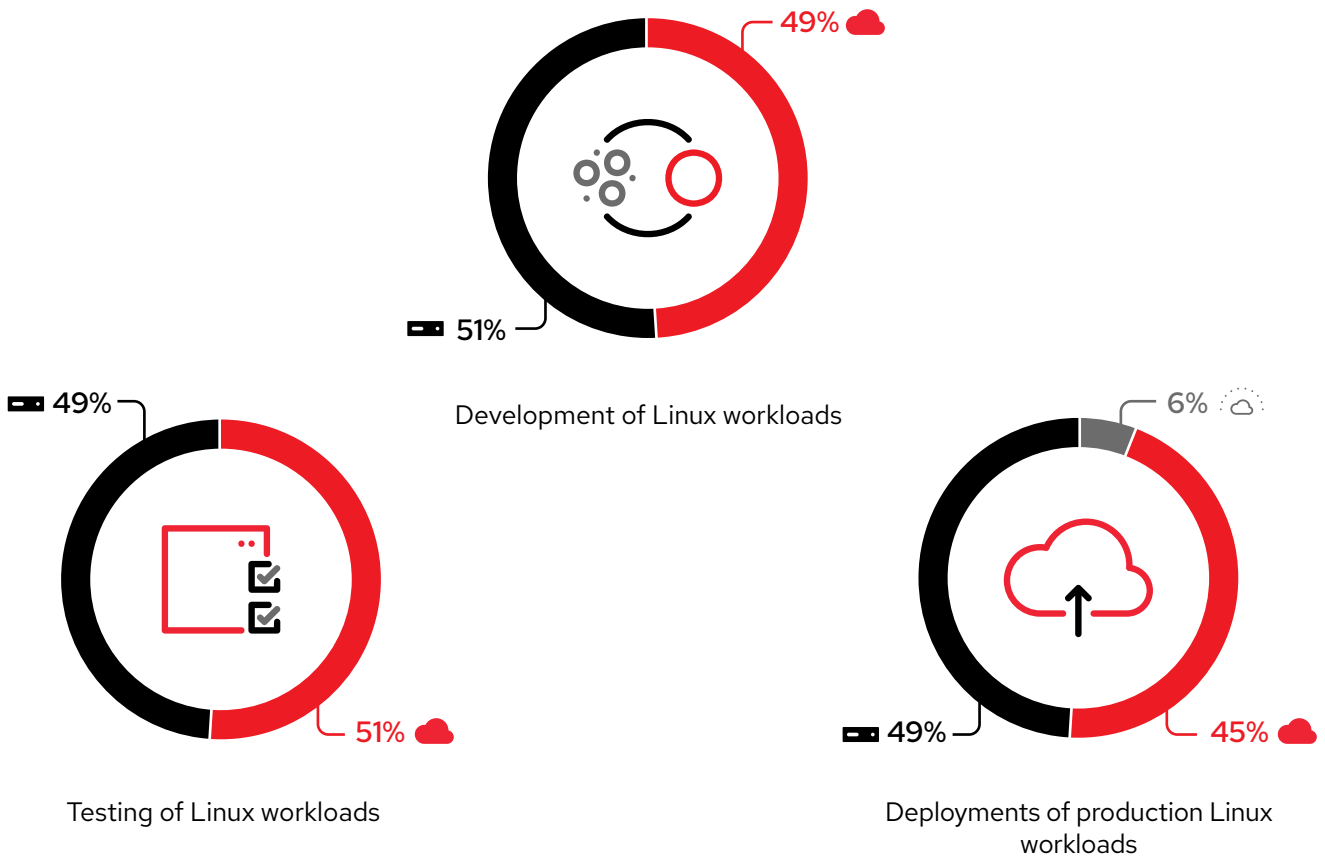 49%
51%
Development of Linux workloads
49%
51%
Testing of Linux workloads
6%
49%
45%
Deployments of production Linux
workloads